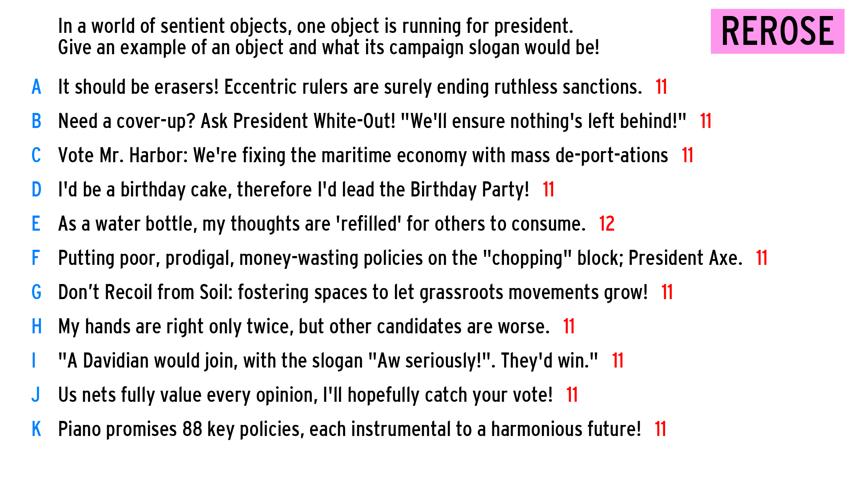 In a world of sentient objects, one object is running for president.
Give an example of an object and what its campaign slogan would be!
REROSE
A It should be erasers! Eccentric rulers are surely ending ruthless sanctions. 11
B Need a cover-up? Ask President White-Out! "We'll ensure nothing's left behind!" 11
C Vote Mr. Harbor: We're fixing the maritime economy with mass de-port-ations 11
D I'd be a birthday cake, therefore I'd lead the Birthday Party! 11
E As a water bottle, my thoughts are 'refilled' for others to consume. 12
F Putting poor, prodigal, money-wasting policies on the "chopping" block; President Axe. 11
G Don’t Recoil from Soil: fostering spaces to let grassroots movements grow! 11
H My hands are right only twice, but other candidates are worse. 11
I "A Davidian would join, with the slogan "Aw seriously!". They'd win." 11
J Us nets fully value every opinion, I'll hopefully catch your vote! 11
K Piano promises 88 key policies, each instrumental to a harmonious future! 11